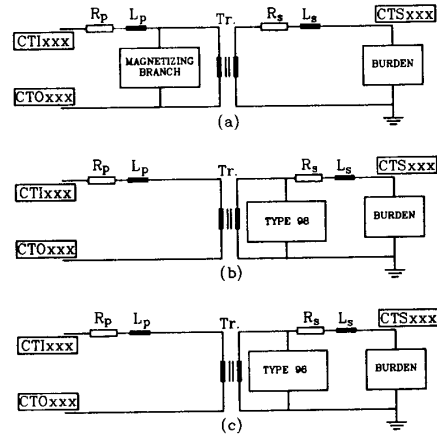 Rp Lp Tr. Rs Ls CTSxxx
CTIxxx
MAGNETIZING
BRANCH
BURDEN
CTOxxx
(a)
Rp Lp Tr. Rs Ls CTSxxx
CTIxxx
TYPE 98
BURDEN
CTOxxx
(b)
Rp Lp Tr. Rs Ls CTSxxx
CTIxxx
TYPE 96
BURDEN
CTOxxx
(c)